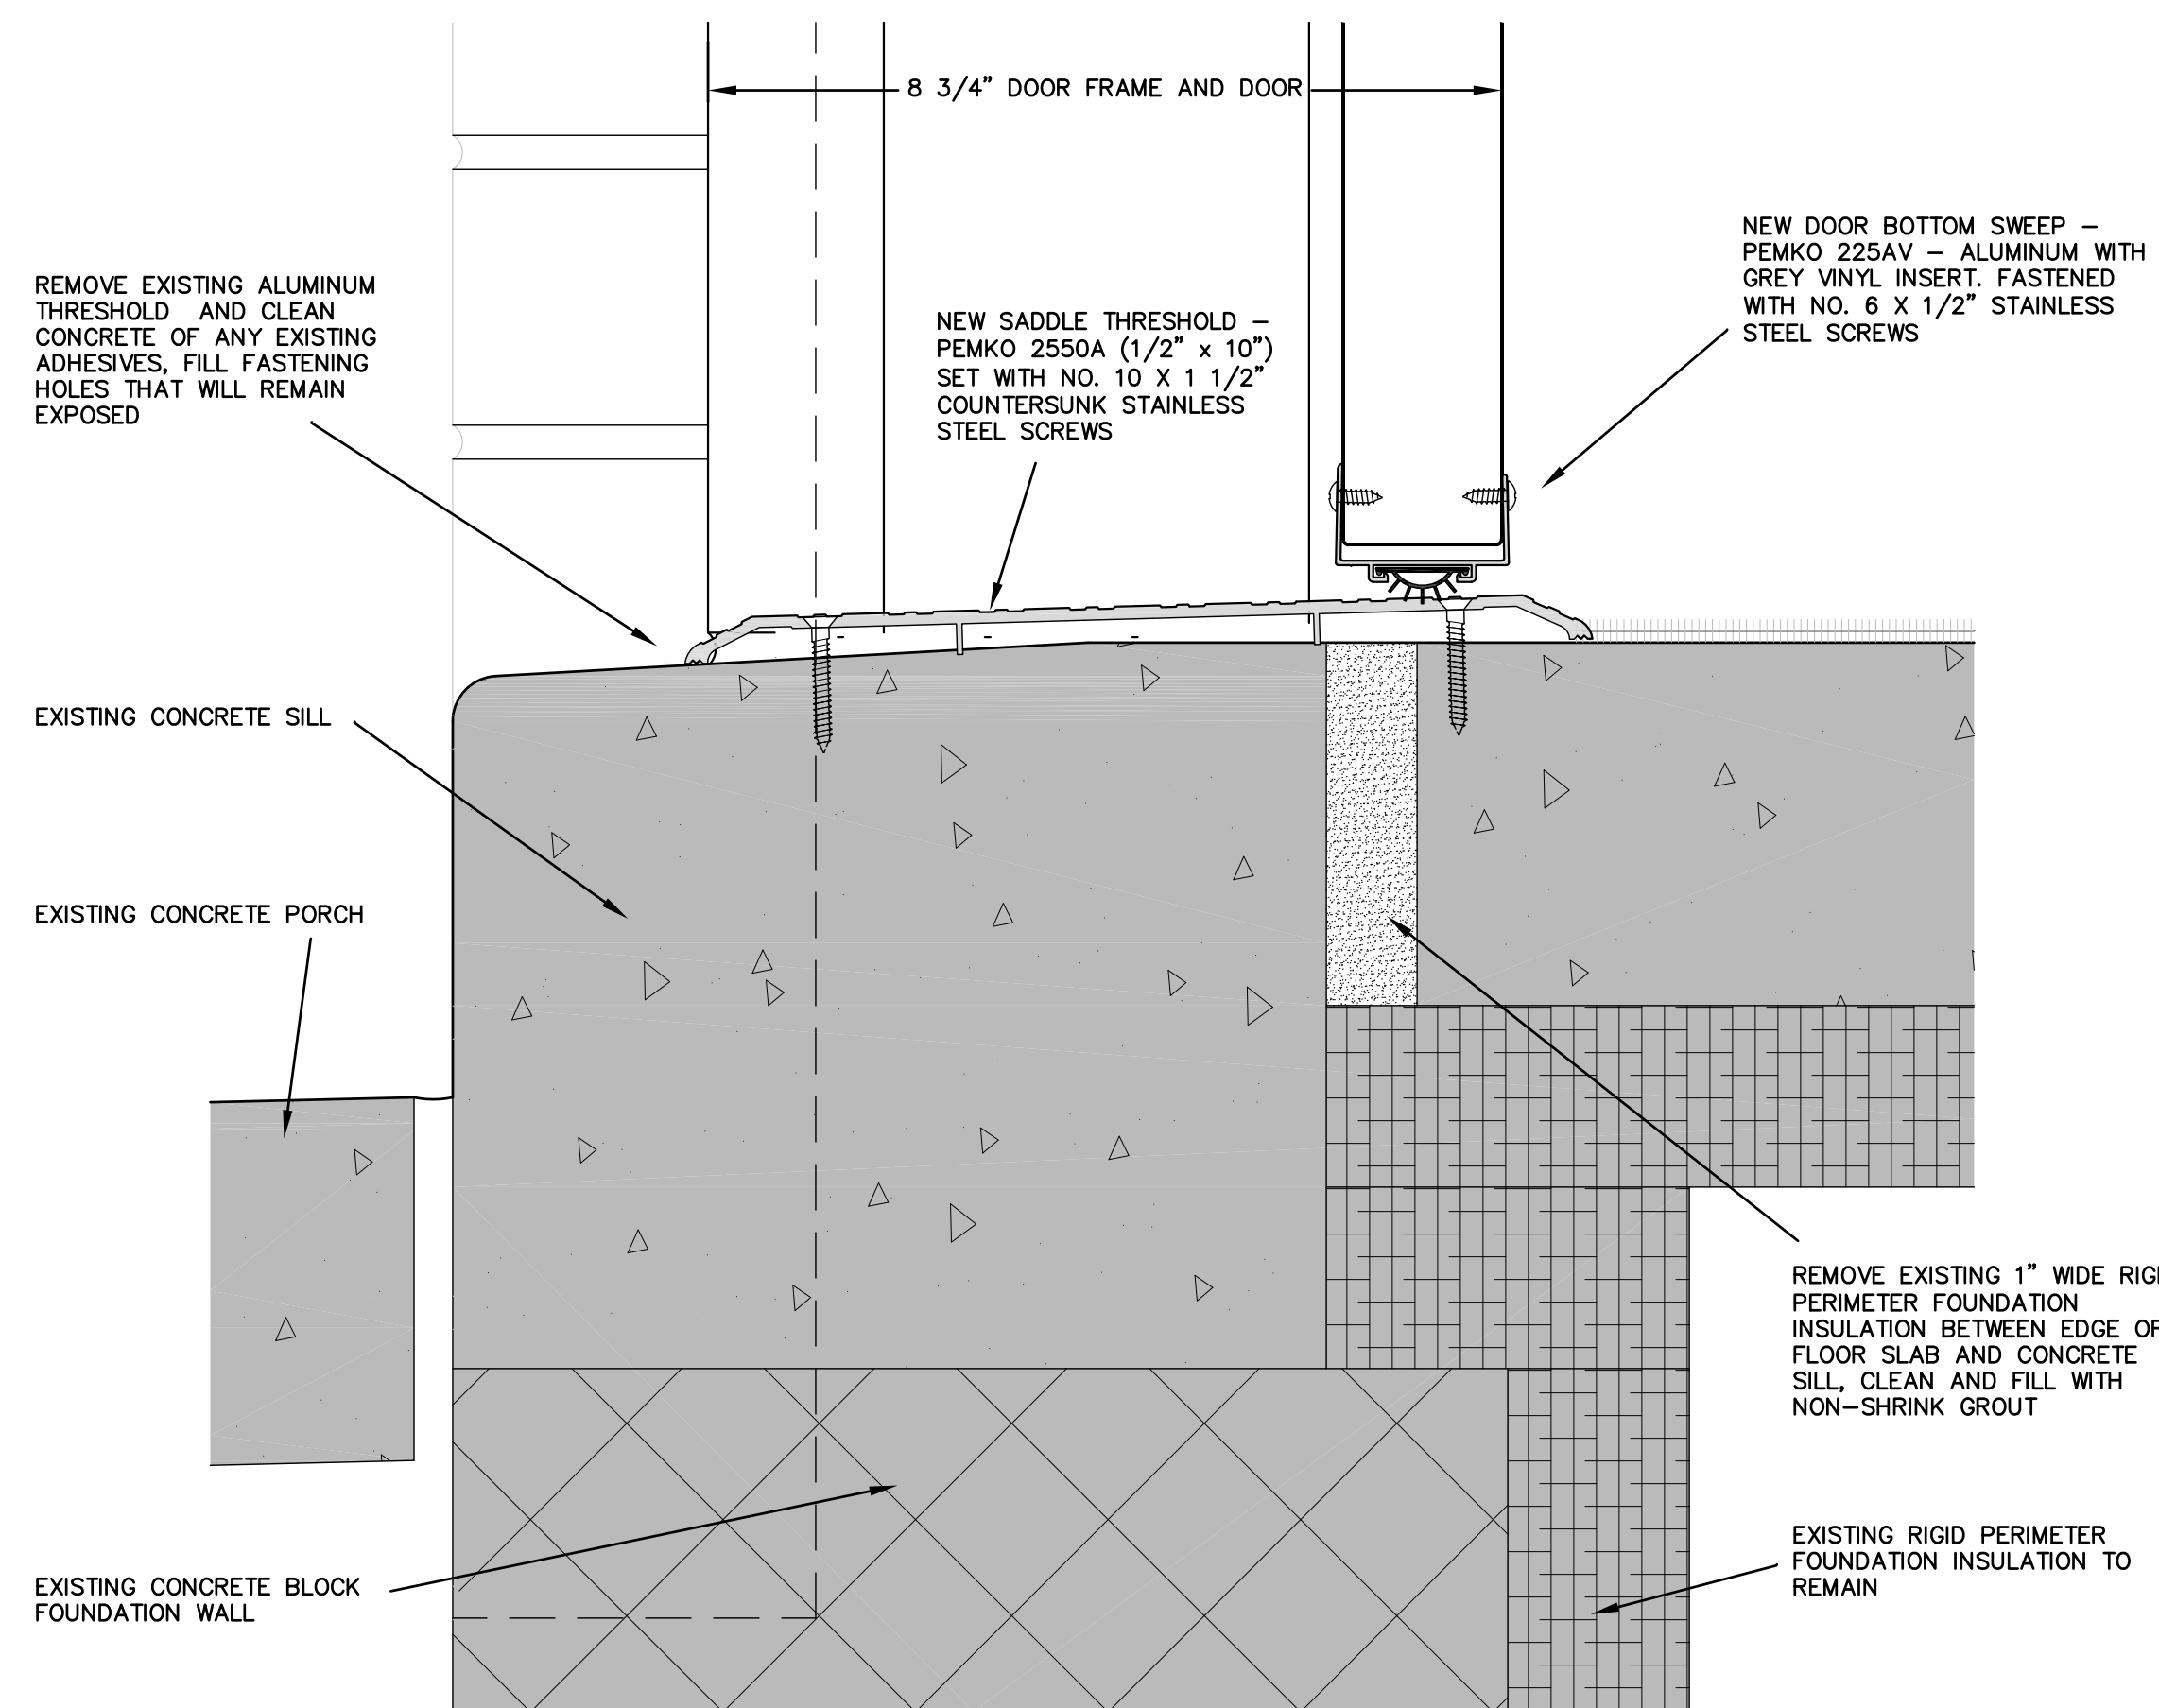 8 3/4” DOOR FRAME AND DOOR
REMOVE EXISTING ALUMINUM
THRESHOLD AND CLEAN
CONCRETE OF ANY EXISTING
ADHESIVES, FILL FASTENING
HOLES THAT WILL REMAIN
EXPOSED
NEW SADDLE THRESHOLD –
PEMKO 2550A (1/2” x 10”)
SET WITH NO. 10 X 1 1/2”
COUNTERSUNK STAINLESS
STEEL SCREWS
NEW DOOR BOTTOM SWEEP –
PEMKO 225AV – ALUMINUM WITH
GREY VINYL INSERT. FASTENED
WITH NO. 6 X 1/2” STAINLESS
STEEL SCREWS
EXISTING CONCRETE SILL
EXISTING CONCRETE PORCH
REMOVE EXISTING 1” WIDE
PERIMETER FOUNDATION
INSULATION BETWEEN EDGE OF
FLOOR SLAB AND CONCRETE
SILL, CLEAN AND FILL WITH
NON–SHRINK GROUT
EXISTING CONCRETE BLOCK
FOUNDATION WALL
EXISTING RIGID PERIMETER
FOUNDATION INSULATION TO
REMAIN